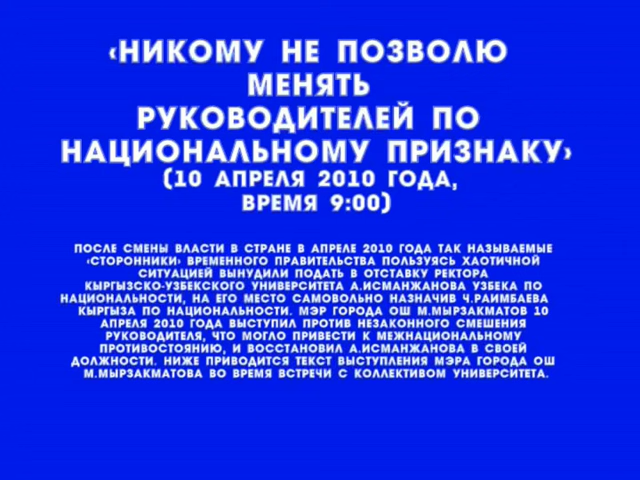 ‹НИКОМУ НЕ ПОЗВОЛЮ
МЕНЯТЬ
РУКОВОДИТЕЛЕЙ ПО
НАЦИОНАЛЬНОМУ ПРИЗНАКУ›
(10 АПРЕЛЯ 2010 ГОДА,
ВРЕМЯ 9:00)
ПОСЛЕ СМЕНЫ ВЛАСТИ В СТРАНЕ В АПРЕЛЕ 2010 ГОДА ТАК НАЗЫВАЕМЫЕ
‹СТОРОННИКИ› ВРЕМЕННОГО ПРАВИТЕЛЬСТВА ПОЛЬЗУЯСЬ ХАОТИЧНОЙ
СИТУАЦИЕЙ ВЫНУДИЛИ ПОДАТЬ В ОТСТАВКУ РЕКТОРА
КЫРГЫЗСКО-УЗБЕКСКОГО УНИВЕРСИТЕТА А.ИСМАНЖАНОВА УЗБЕКА ПО
НАЦИОНАЛЬНОСТИ, НА ЕГО МЕСТО САМОВОЛЬНО НАЗНАЧИВ Ч.РАИМБАЕВА
КЫРГЫЗА ПО НАЦИОНАЛЬНОСТИ. МЭР ГОРОДА ОШ М.МЫРЗАКМАТОВ 10
АПРЕЛЯ 2010 ГОДА ВЫСТУПИЛ ПРОТИВ НЕЗАКОННОГО СМЕШЕНИЯ
РУКОВОДИТЕЛЯ, ЧТО МОГЛО ПРИВЕСТИ К МЕЖНАЦИОНАЛЬНОМУ
ПРОТИВОСТОЯНИЮ, И ВОССТАНОВИЛ А.ИСМАНЖАНОВА В СВОЕЙ
ДОЛЖНОСТИ. НИЖЕ ПРИВОДИТСЯ ТЕКСТ ВЫСТУПЛЕНИЯ МЭРА ГОРОДА ОШ
М.МЫРЗАКМАТОВА ВО ВРЕМЯ ВСТРЕЧИ С КОЛЛЕКТИВОМ УНИВЕРСИТЕТА.